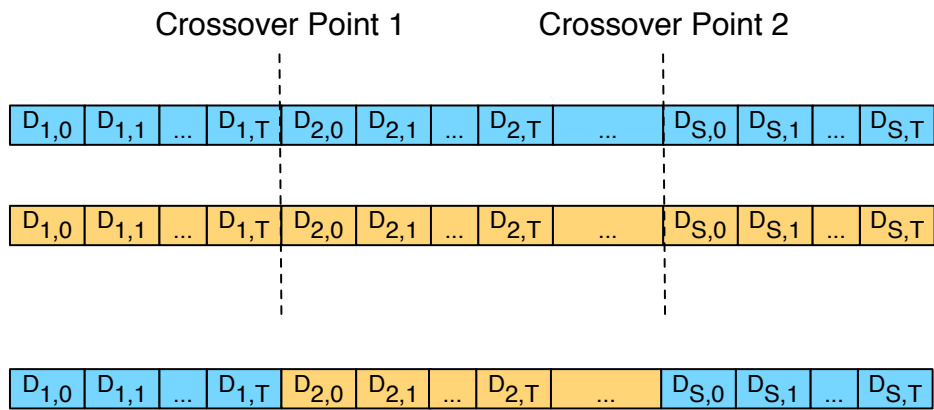 Crossover Point 1 Crossover Point 2
D1,0 D1,1 ... D1,T D2,0 D2,1 ... D2,T ... DS,0 DS,1 ... DS,T
D1,0 D1,1 ... D1,T D2,0 D2,1 ... D2,T ... DS,0 DS,1 ... DS,T
D1,0 D1,1 ... D1,T D2,0 D2,1 ... D2,T ... DS,0 DS,1 ... DS,T